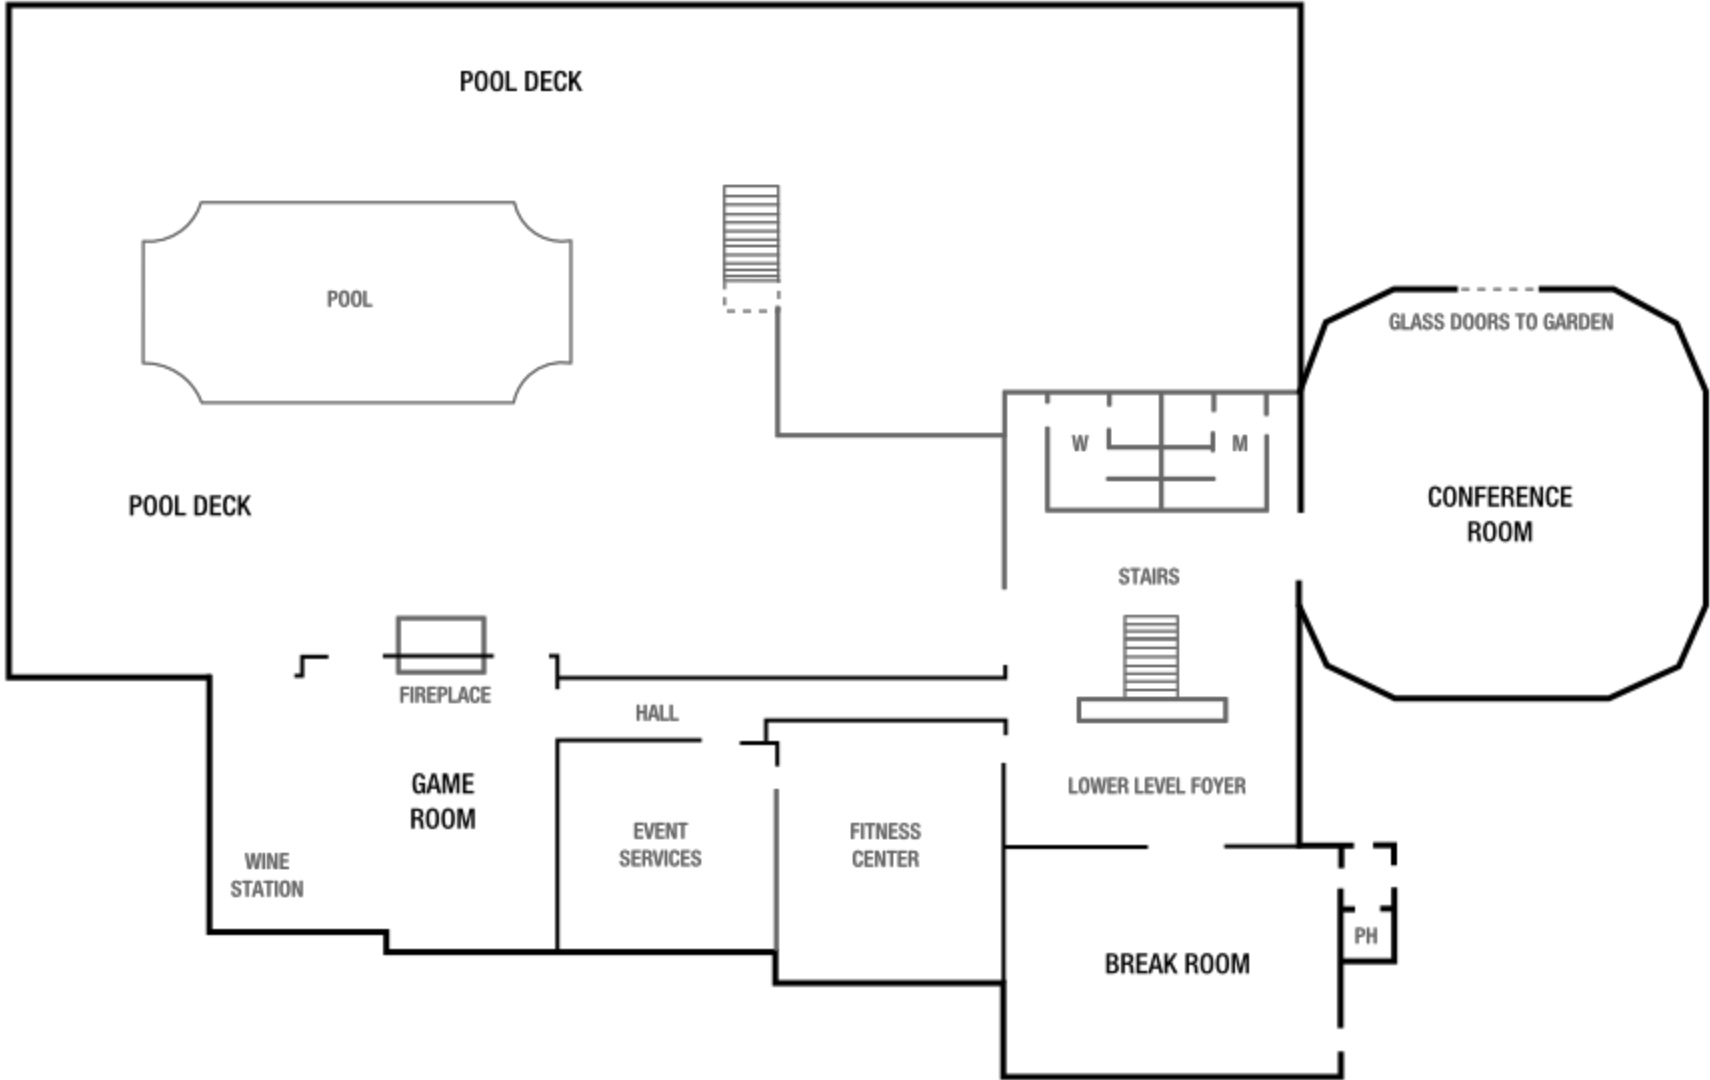 POOL DECK
POOL
GLASS DOORS TO GARDEN
W
M
POOL DECK
CONFERENCE
ROOM
STAIRS
FIREPLACE
HALL
GAME
ROOM
LOWER LEVEL FOYER
EVENT
SERVICES
FITNESS
CENTER
WINE
STATION
PH
BREAK ROOM